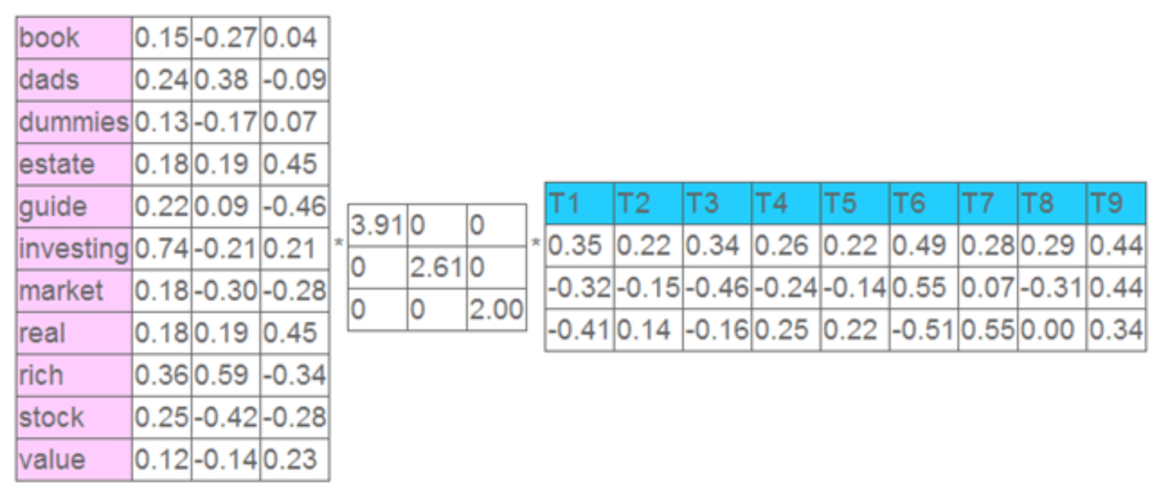 book 0.15 -0.27 0.04
dads 0.24 0.38 -0.09
dummies 0.13 -0.17 0.07
estate 0.18 0.19 0.45
guide 0.22 0.09 -0.46
investing 0.74 -0.21 0.21
market 0.18 -0.30 -0.28
real 0.18 0.19 0.45
rich 0.36 0.59 -0.34
stock 0.25 -0.42 -0.28
value 0.12 -0.14 0.23
*
3.91 0 0
0 2.61 0
0 0 2.00
*
T1 T2 T3 T4 T5 T6 T7 T8 T9
0.35 0.22 0.34 0.26 0.22 0.49 0.28 0.29 0.44
-0.32 -0.15 -0.46 -0.24 -0.14 0.55 0.07 -0.31 0.44
-0.41 0.14 -0.16 0.25 0.22 -0.51 0.55 0.00 0.34